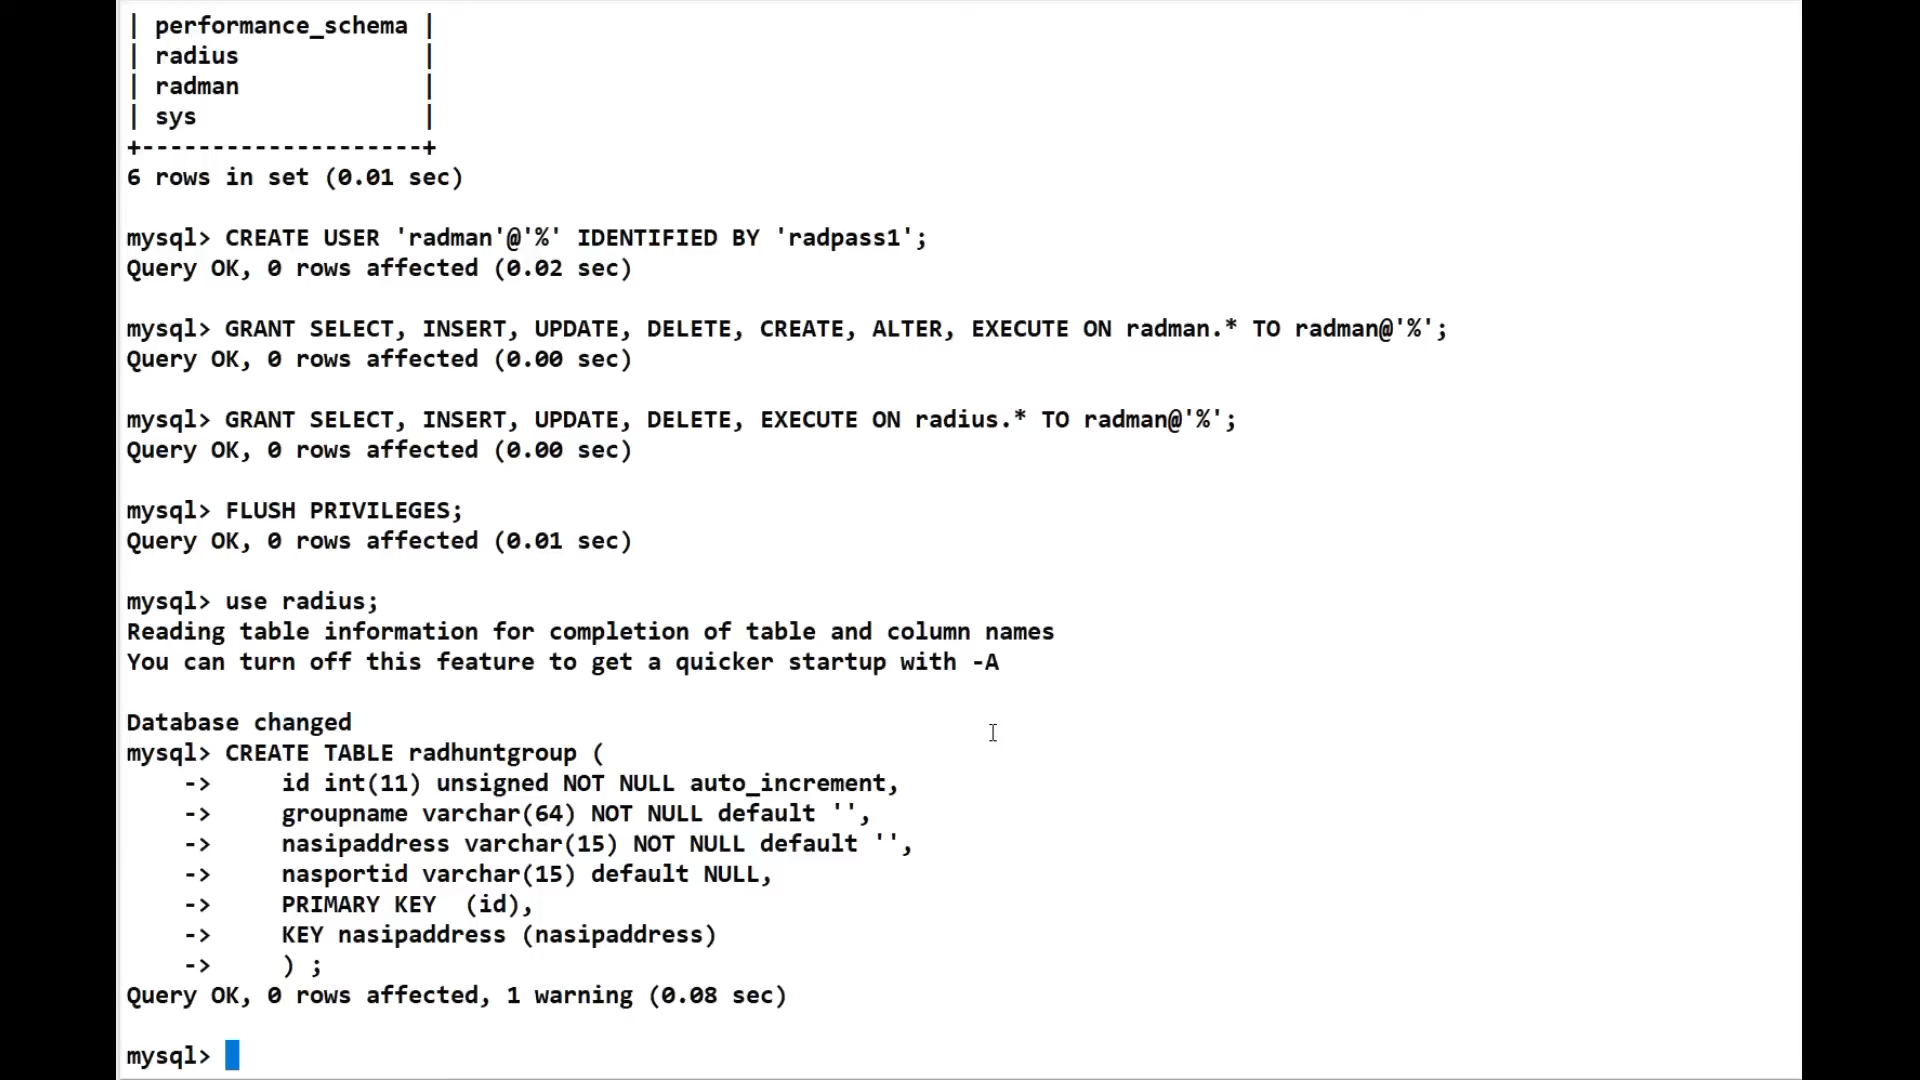 | performance_schema |
| radius             |
| radman             |
| sys                |
+--------------------+
6 rows in set (0.01 sec)
mysql> CREATE USER 'radman'@'%' IDENTIFIED BY 'radpass1';
Query OK, 0 rows affected (0.02 sec)
mysql> GRANT SELECT, INSERT, UPDATE, DELETE, CREATE, ALTER, EXECUTE ON radman.* TO radman@'%';
Query OK, 0 rows affected (0.00 sec)
mysql> GRANT SELECT, INSERT, UPDATE, DELETE, EXECUTE ON radius.* TO radman@'%';
Query OK, 0 rows affected (0.00 sec)
mysql> FLUSH PRIVILEGES;
Query OK, 0 rows affected (0.01 sec)
mysql> use radius;
Reading table information for completion of table and column names
You can turn off this feature to get a quicker startup with -A
Database changed
mysql> CREATE TABLE radhuntgroup (
    ->     id int(11) unsigned NOT NULL auto_increment,
    ->     groupname varchar(64) NOT NULL default '',
    ->     nasipaddress varchar(15) NOT NULL default '',
    ->     nasportid varchar(15) default NULL,
    ->     PRIMARY KEY  (id),
    ->     KEY nasipaddress (nasipaddress)
    ->     ) ;
Query OK, 0 rows affected, 1 warning (0.08 sec)
mysql>